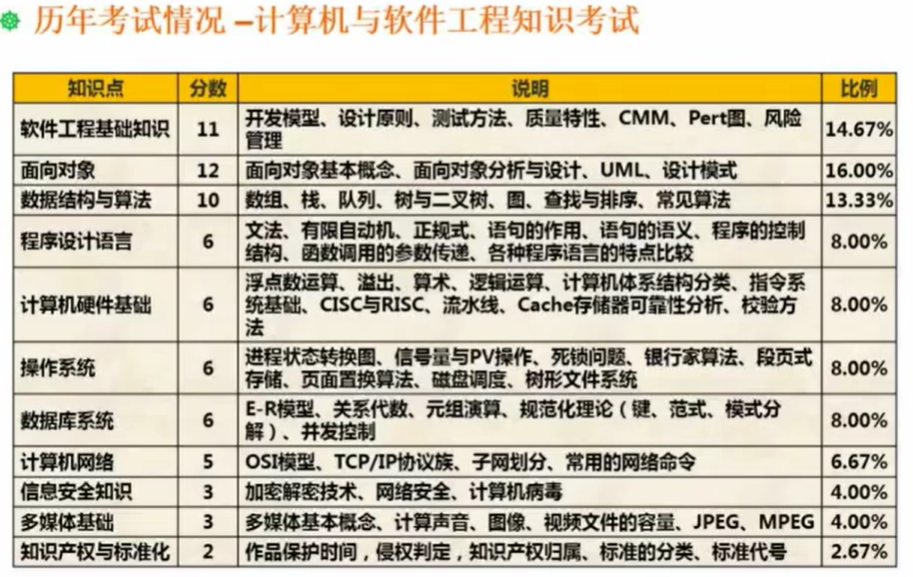 历年考试情况 –计算机与软件工程知识考试
知识点 分数 说明 比例
软件工程基础知识 11 开发模型、设计原则、测试方法、质量特性、CMM、Pert图、风险
管理 14.67%
面向对象 12 面向对象基本概念、面向对象分析与设计、UML、设计模式 16.00%
数据结构与算法 10 数组、栈、队列、树与二叉树、图、查找与排序、常见算法 13.33%
程序设计语言 6 文法、有限自动机、正规式、语句的作用、语句的语义、程序的控制
结构、函数调用的参数传递、各种程序语言的特点比较 8.00%
计算机硬件基础 6 浮点数运算、溢出、算术、逻辑运算、计算机体系结构分类、指令系
统基础、CISC与RISC、流水线、Cache存储器可靠性分析、校验方
法 8.00%
操作系统 6 进程状态转换图、信号量与PV操作、死锁问题、银行家算法、段页式
存储、页面置换算法、磁盘调度、树形文件系统 8.00%
数据库系统 6 E-R模型、关系代数、元组演算、规范化理论（键、范式、模式分
解）、并发控制 8.00%
计算机网络 5 OSI模型、TCP/IP协议族、子网划分、常用的网络命令 6.67%
信息安全知识 3 加密解密技术、网络安全、计算机病毒 4.00%
多媒体基础 3 多媒体基本概念、计算声音、图像、视频文件的容量、JPEG、MPEG 4.00%
知识产权与标准化 2 作品保护时间，侵权判定，知识产权归属、标准的分类、标准代号 2.67%